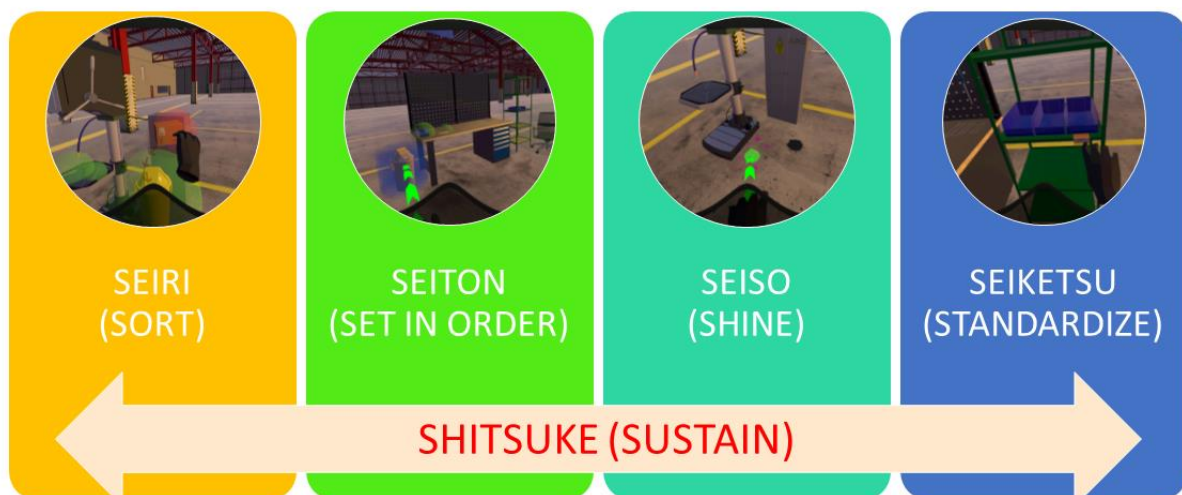 SEIRI
(SORT)
SEITON
(SET IN ORDER)
SEISO
(SHINE)
SEIKETSU
(STANDARDIZE)
SHITSUKE (SUSTAIN)